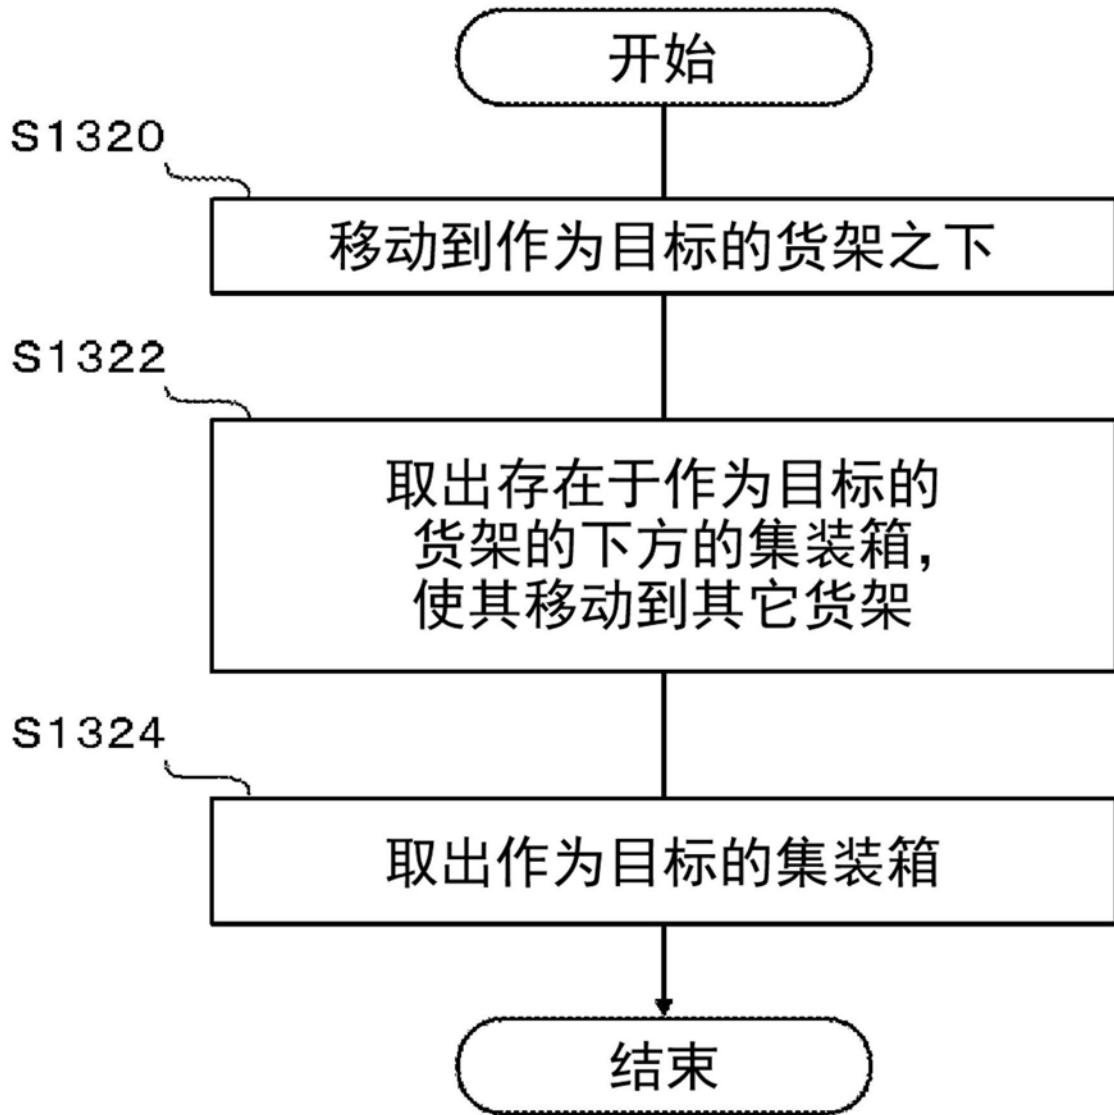 开始
S1320
移动到作为目标的货架之下
S1322
取出存在于作为目标的
货架的下方的集装箱，
使其移动到其它货架
S1324
取出作为目标的集装箱
结束